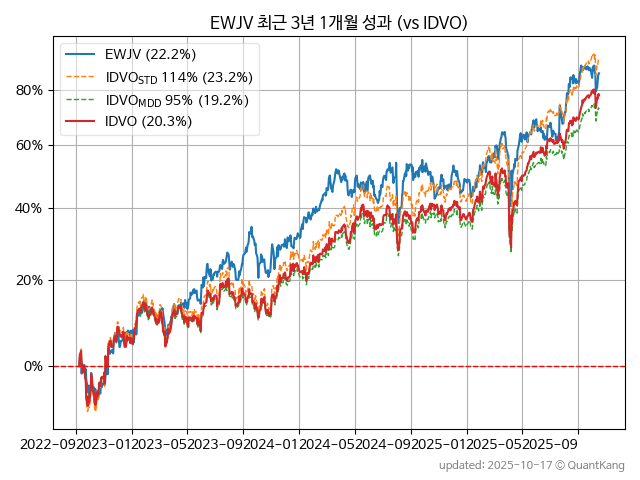 EWJV 최근 3년 1개월 성과 (vs IDVO)
EWJV (22.2%)
IDVO_STD 114% (23.2%)
IDVO_MDD 95% (19.2%)
IDVO (20.3%)
80%
60%
40%
20%
0%
2022-09 2023-01 2023-05 2023-09 2024-01 2024-05 2024-09 2025-01 2025-05 2025-09
updated: 2025-10-17 © QuantKang